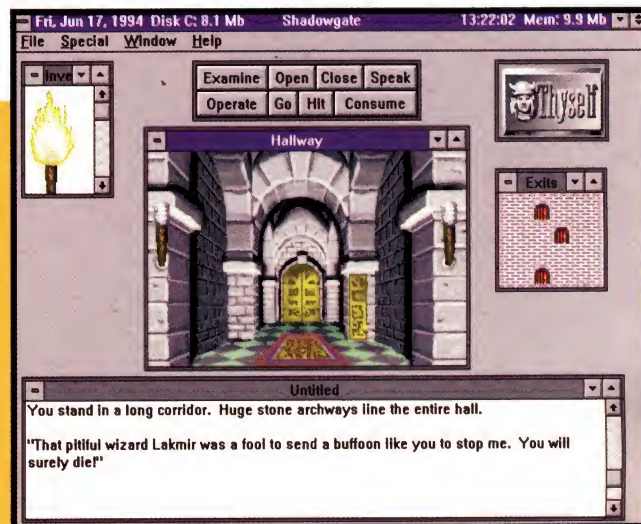 Fri, Jun 17, 1994 Disk C: 8.1 Mb Shadowgate 13:22:02 Mem: 9.9 Mb
File Special Window Help
Inve
Examine Open Close Speak
Operate Go Hit Consume
Thyself
Hallway
Exits
Untitled
You stand in a long corridor. Huge stone archways line the entire hall.
"That pitiful wizard Lakmir was a fool to send a buffoon like you to stop me. You will
surely die!"